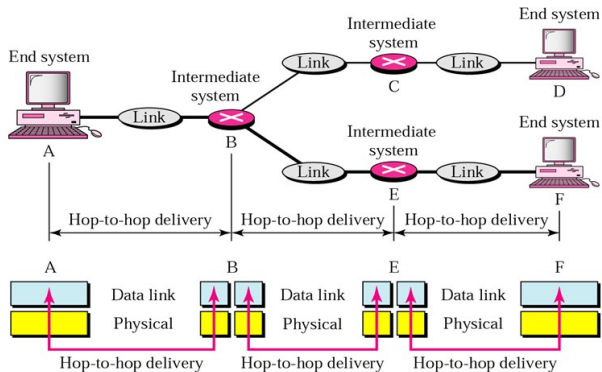 End system
Intermediate
system
Link
Link
C
D
End system
Intermediate
system
Link
A
B
End system
Intermediate
system
Link
Link
E
F
Hop-to-hop delivery
Hop-to-hop delivery
Hop-to-hop delivery
A
B
E
F
Data link
Data link
Data link
Physical
Physical
Physical
Hop-to-hop delivery
Hop-to-hop delivery
Hop-to-hop delivery